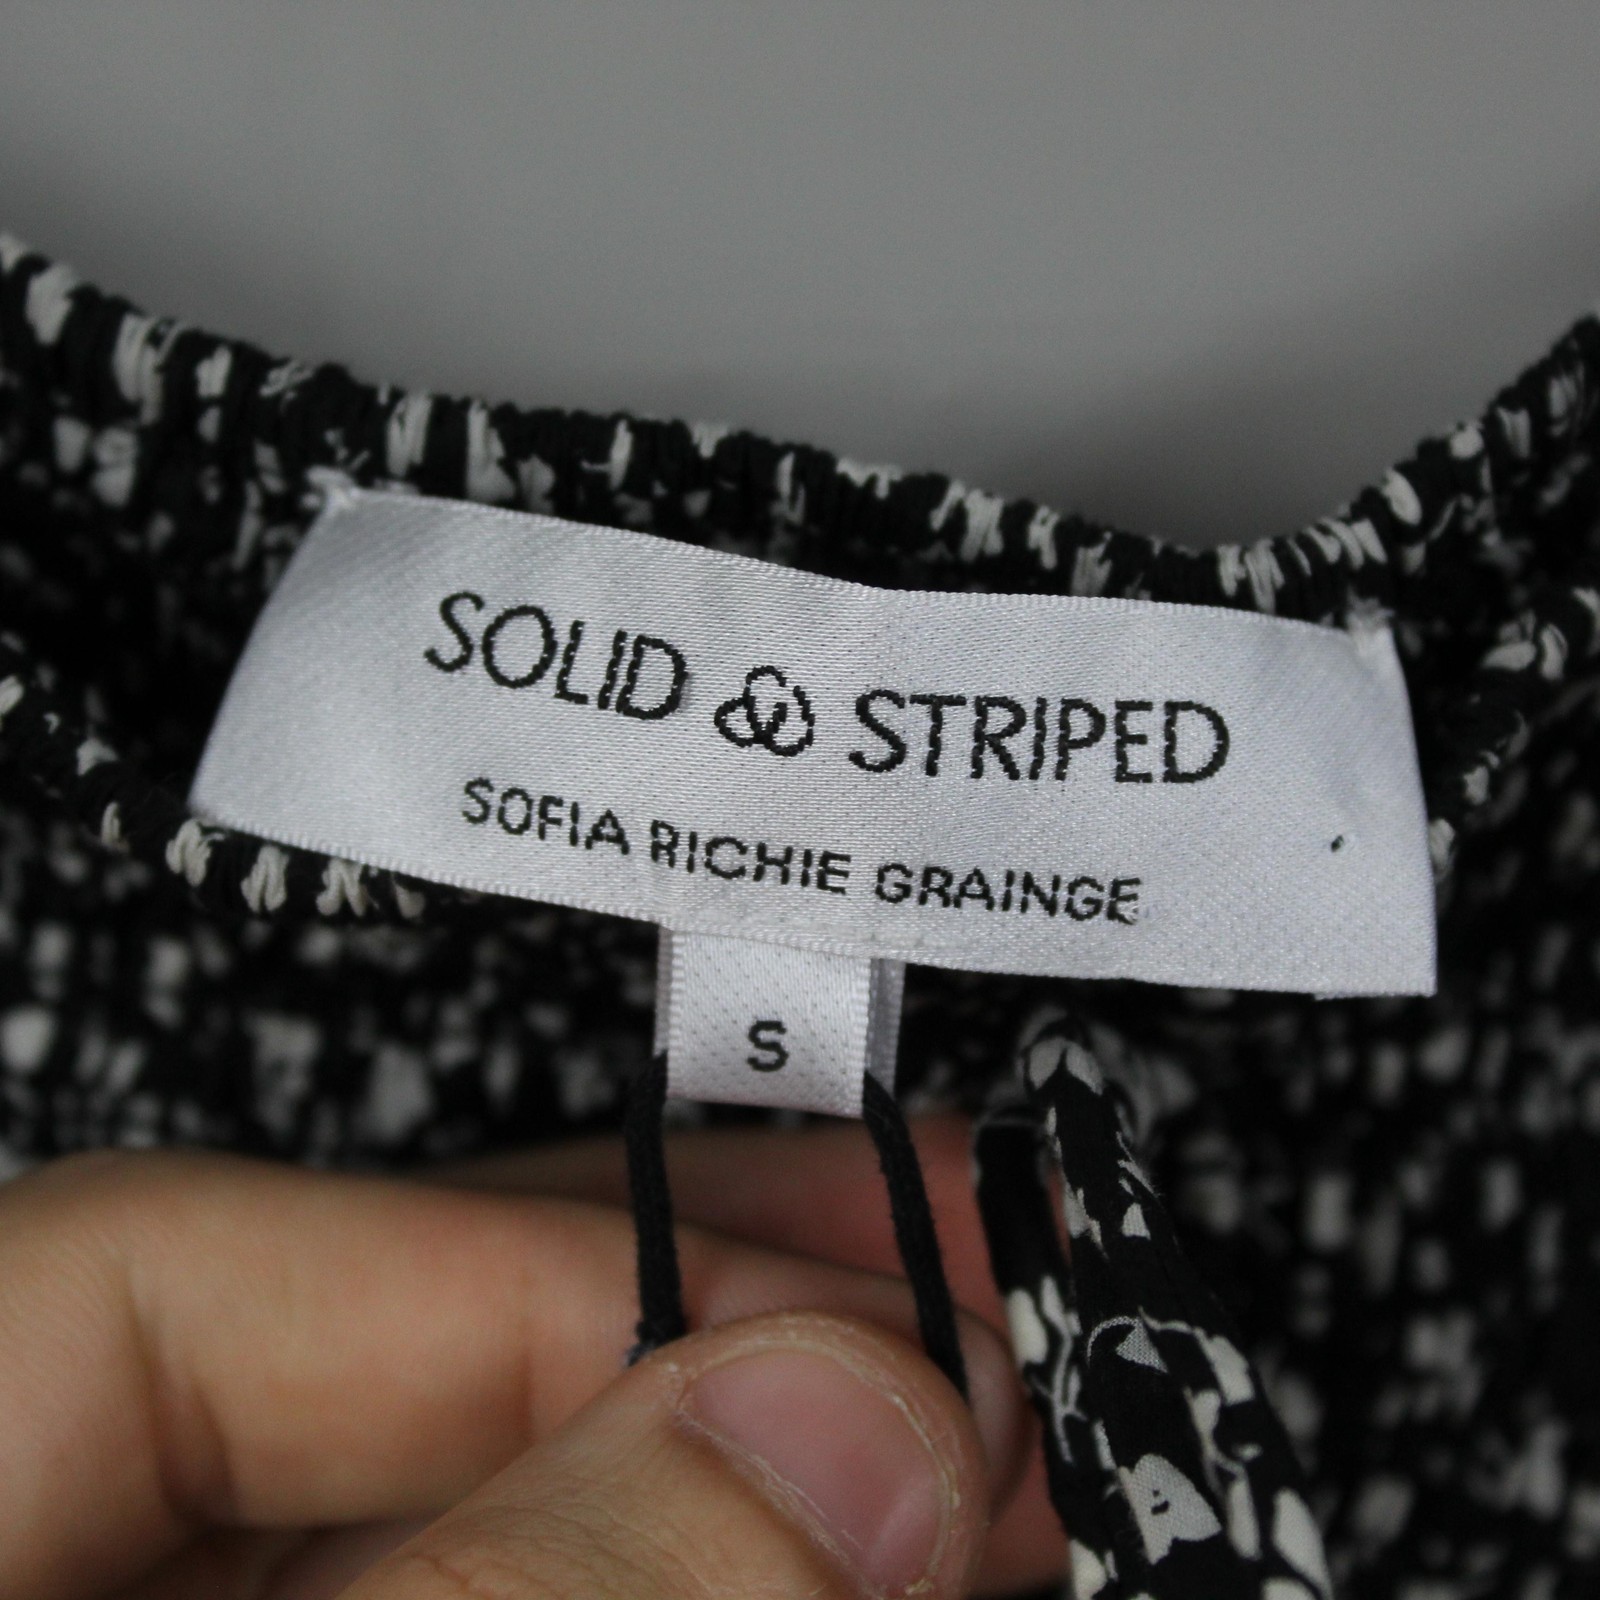 SOLID & STRIPED
SOFIA RICHIE GRAINGE
S